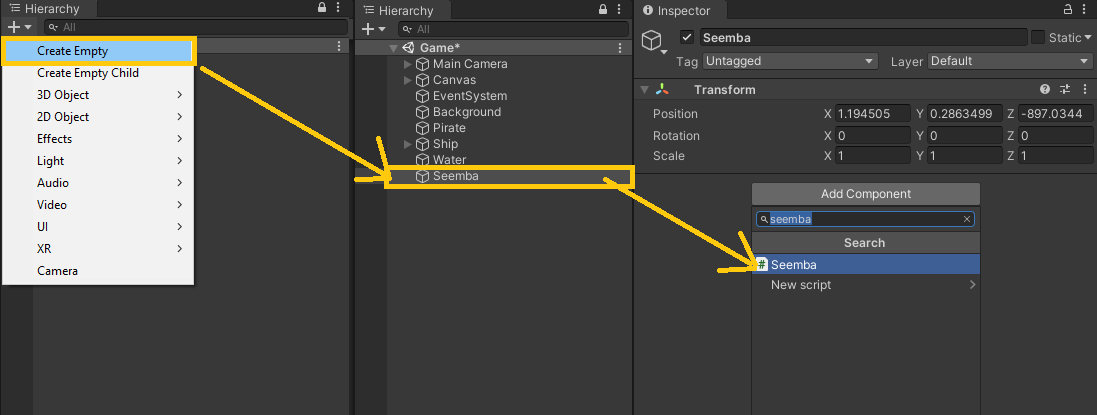 Hierarchy
All
Create Empty
Create Empty Child
3D Object
2D Object
Effects
Light
Audio
Video
UI
XR
Camera
Hierarchy
All
Game*
Main Camera
Canvas
EventSystem
Background
Pirate
Ship
Water
Seemba
Inspector
Seemba Static
Tag Untagged Layer Default
Transform
Position X 1.194505 Y 0.2863499 Z -897.0344
Rotation X 0 Y 0 Z 0
Scale X 1 Y 1 Z 1
Add Component
seemba
Search
# Seemba
New script